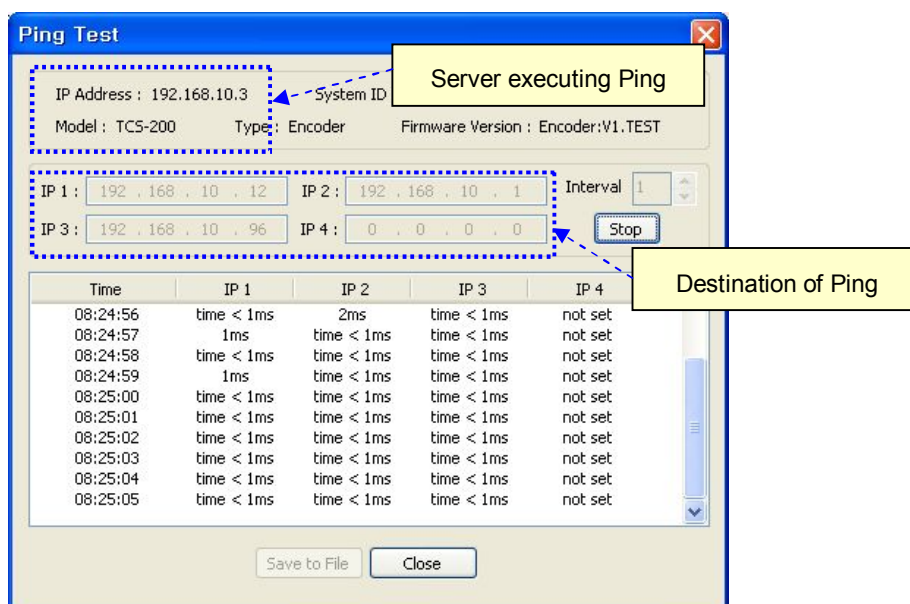 Ping Test
Server executing Ping
IP Address : 192.168.10.3 System ID
Model : TCS-200 Type : Encoder Firmware Version : Encoder:V1.TEST
IP 1 : 192 . 168 . 10 . 12 IP 2 : 192 . 168 . 10 . 1 Interval 1
IP 3 : 192 . 168 . 10 . 96 IP 4 : 0 . 0 . 0 . 0 Stop
Destination of Ping
Time IP 1 IP 2 IP 3 IP 4
08:24:56 time < 1ms 2ms time < 1ms not set
08:24:57 1ms time < 1ms time < 1ms not set
08:24:58 time < 1ms time < 1ms time < 1ms not set
08:24:59 1ms time < 1ms time < 1ms not set
08:25:00 time < 1ms time < 1ms time < 1ms not set
08:25:01 time < 1ms time < 1ms time < 1ms not set
08:25:02 time < 1ms time < 1ms time < 1ms not set
08:25:03 time < 1ms time < 1ms time < 1ms not set
08:25:04 time < 1ms time < 1ms time < 1ms not set
08:25:05 time < 1ms time < 1ms time < 1ms not set
Save to File Close